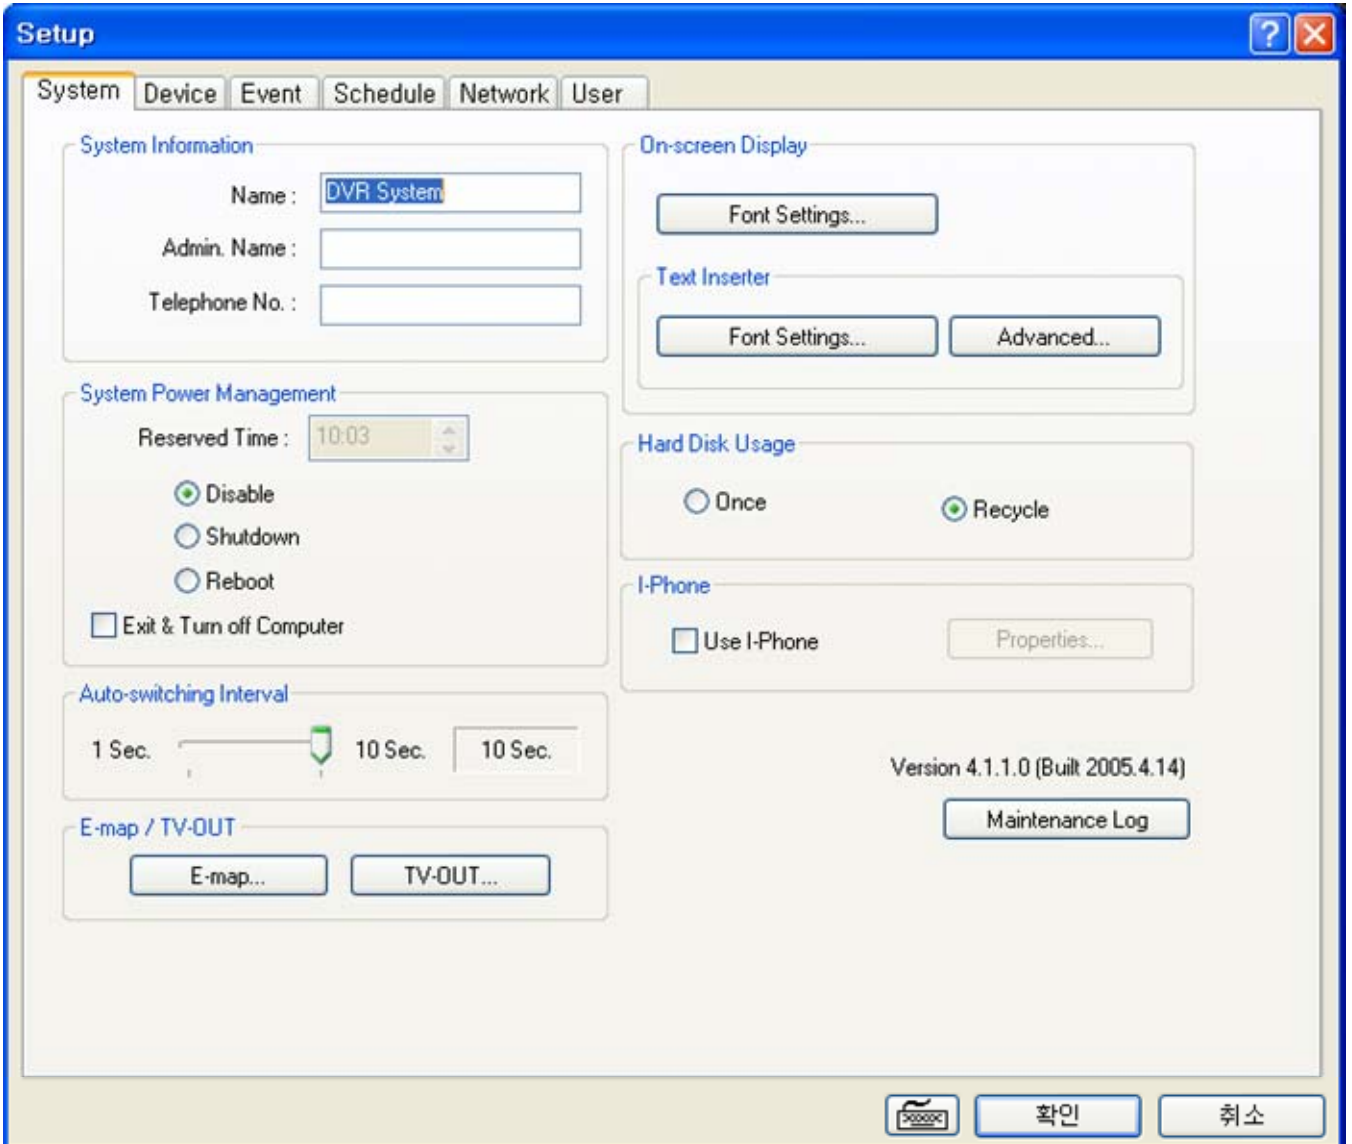 Setup
System Device Event Schedule Network User
System Information
Name : DVR System
Admin. Name :
Telephone No. :
System Power Management
Reserved Time : 10:03
Disable
Shutdown
Reboot
Exit & Turn off Computer
Auto-switching Interval
1 Sec. 10 Sec. 10 Sec.
E-map / TV-OUT
E-map... TV-OUT...
On-screen Display
Font Settings...
Text Inserter
Font Settings... Advanced...
Hard Disk Usage
Once Recycle
I-Phone
Use I-Phone Properties...
Version 4.1.1.0 (Built 2005.4.14)
Maintenance Log
확인 취소